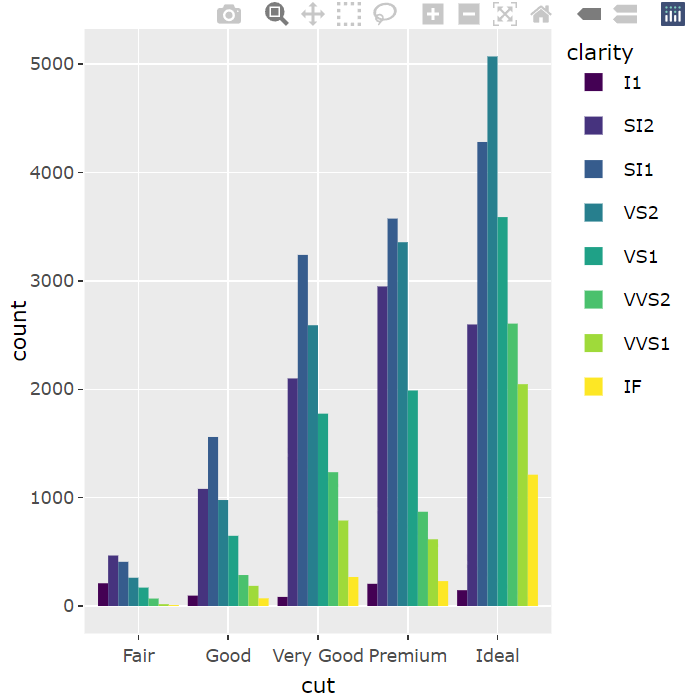 clarity
I1
SI2
SI1
VS2
VS1
VVS2
VVS1
IF
count
5000
4000
3000
2000
1000
0
Fair Good Very Good Premium Ideal
cut